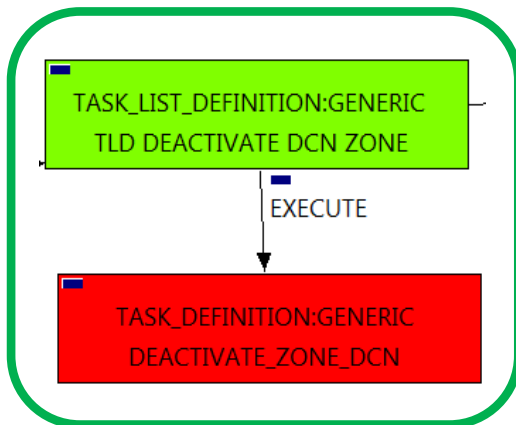 TASK_LIST_DEFINITION:GENERIC
TLD DEACTIVATE DCN ZONE
EXECUTE
TASK_DEFINITION:GENERIC
DEACTIVATE_ZONE_DCN